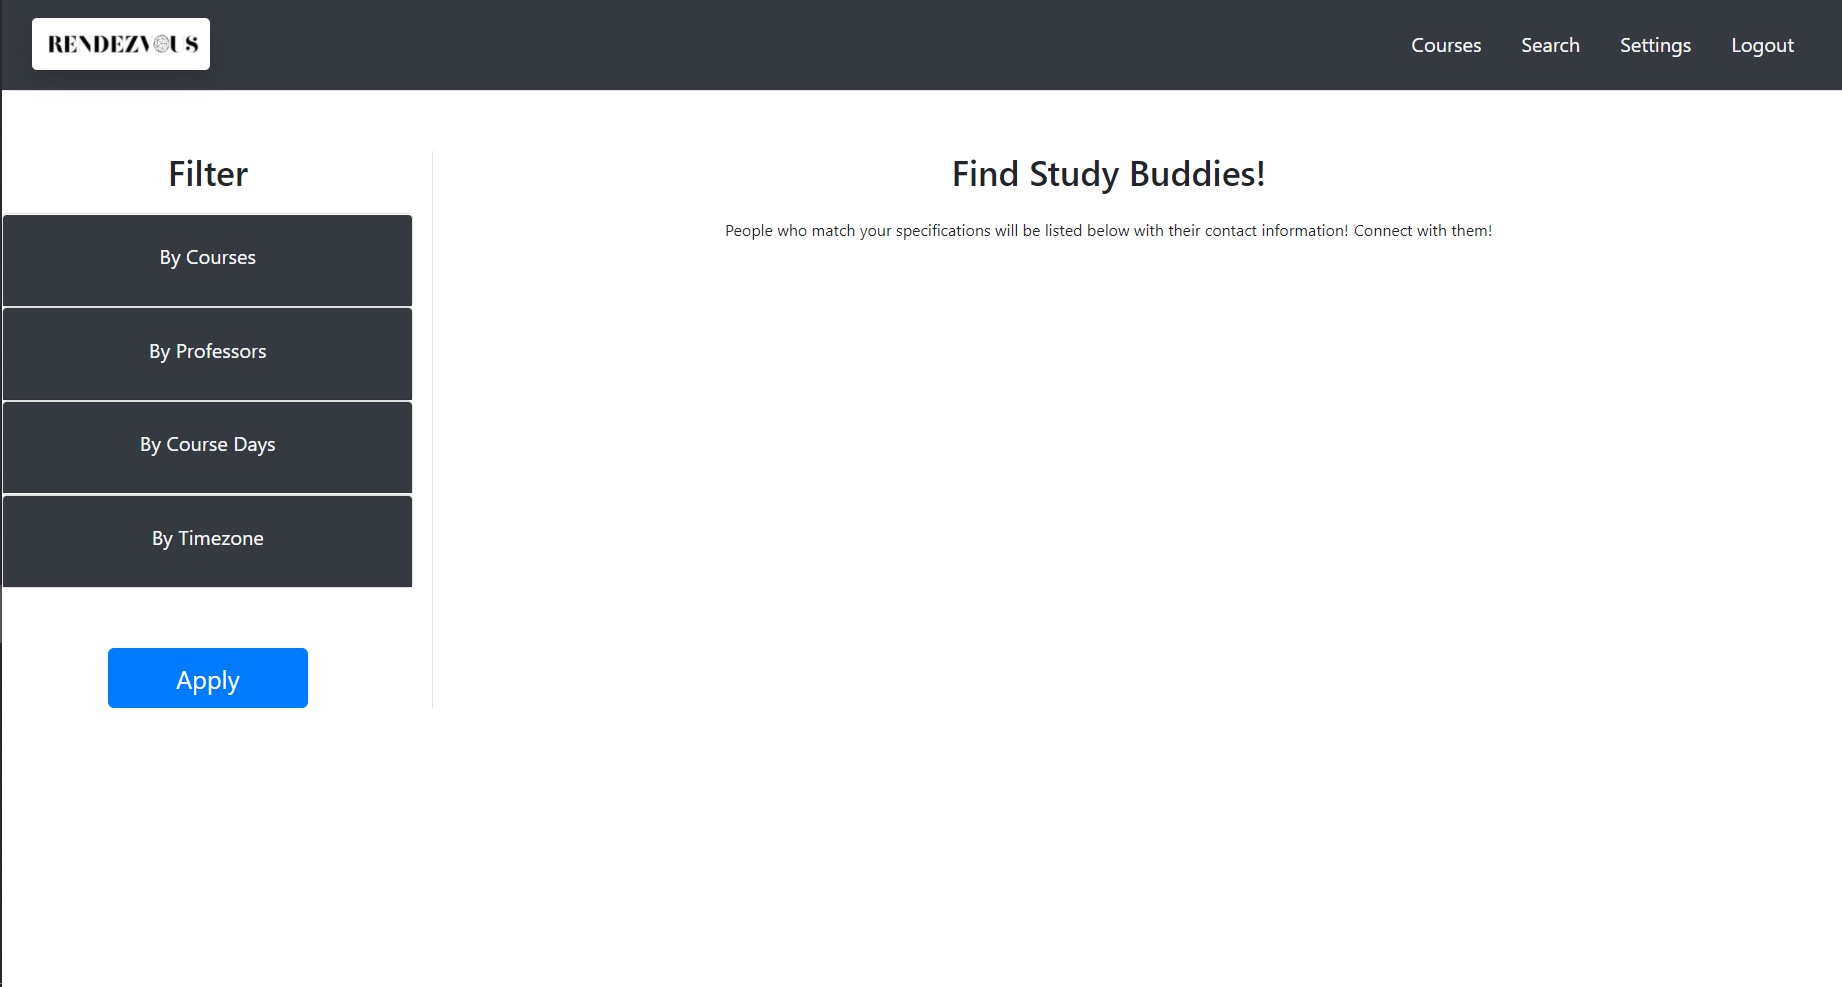 RENDEZVOUS
Courses
Search
Settings
Logout
Filter
By Courses
By Professors
By Course Days
By Timezone
Apply
Find Study Buddies!
People who match your specifications will be listed below with their contact information! Connect with them!